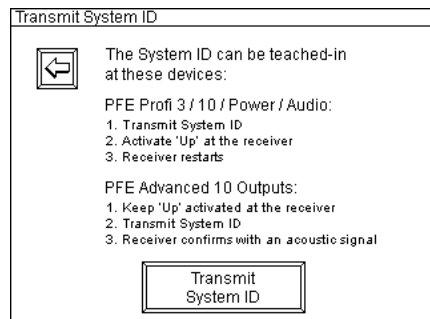 Transmit System ID
The System ID can be teached-in
at these devices:
PFE Profi 3 / 10 / Power / Audio:
1. Transmit System ID
2. Activate 'Up' at the receiver
3. Receiver restarts
PFE Advanced 10 Outputs:
1. Keep 'Up' activated at the receiver
2. Transmit System ID
3. Receiver confirms with an acoustic signal
Transmit
System ID